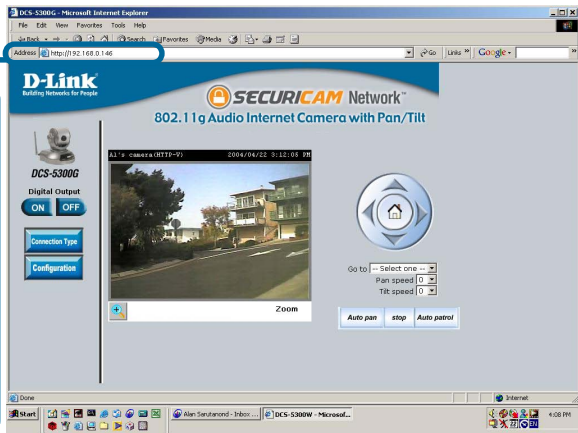 DCS-5300G - Microsoft Internet Explorer
File Edit View Favorites Tools Help
Back Search Favorites Media
Address http://192.168.0.146 Go Links Google
D-Link
Building Networks for People
SECURICAM Network™
802.11g Audio Internet Camera with Pan/Tilt
DCS-5300G
Al's camera(HTTP-V) 2004/04/22 3:12:05 PM
Digital Output
ON OFF
Connection Type
Configuration
Go to -- Select one --
Pan speed 0
Tilt speed 0
Zoom
Auto pan stop Auto patrol
Done Internet
Start Alan Sarutanond - Inbox ... DCS-5300W - Microsof... 4:08 PM
EN